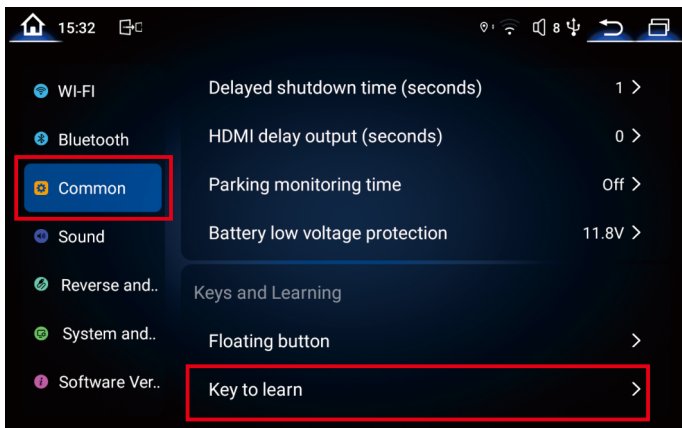 15:32
8
WI-FI
Bluetooth
Common
Sound
Reverse and..
System and..
Software Ver..
Delayed shutdown time (seconds) 1
HDMI delay output (seconds) 0
Parking monitoring time Off
Battery low voltage protection 11.8V
Keys and Learning
Floating button
Key to learn